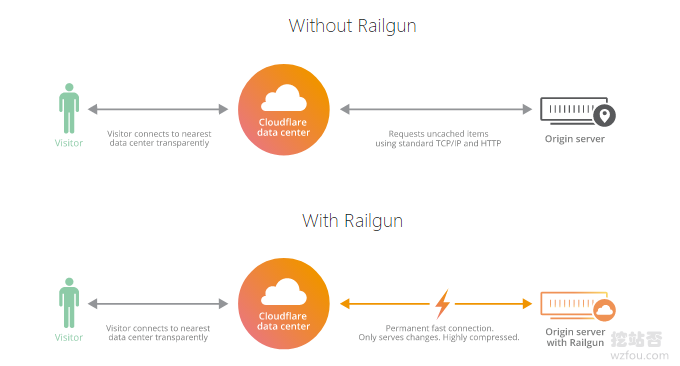 Without Railgun
Cloudflare
data center
Visitor
Visitor connects to nearest
data center transparently
Requests uncached items
using standard TCP/IP and HTTP
Origin server
With Railgun
Cloudflare
data center
Visitor
Visitor connects to nearest
data center transparently
Permanent fast connection.
Only serves changes. Highly compressed.
Origin server
with Railgun
挖站否
wzfou.com